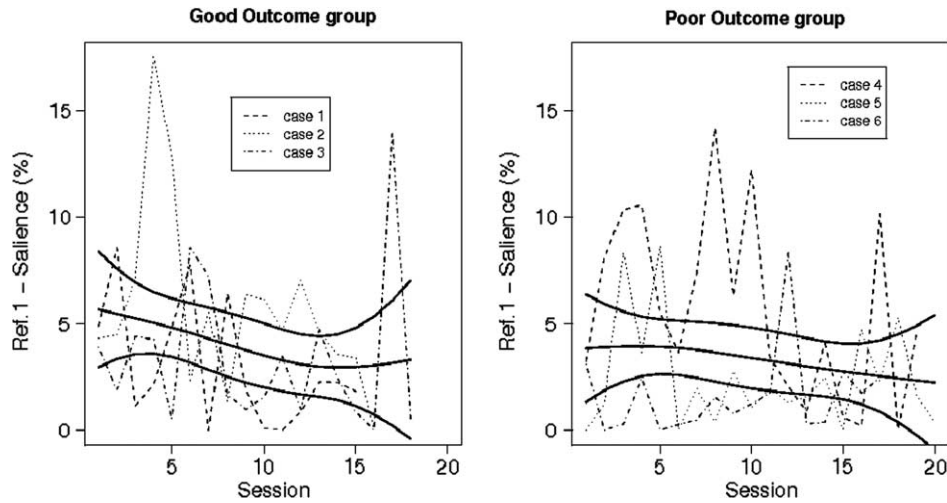 Good Outcome group
Ref. 1 – Salience (%)
15
10
5
0
case 1
case 2
case 3
5
10
15
20
Session
Poor Outcome group
Ref. 1 – Salience (%)
15
10
5
0
case 4
case 5
case 6
5
10
15
20
Session